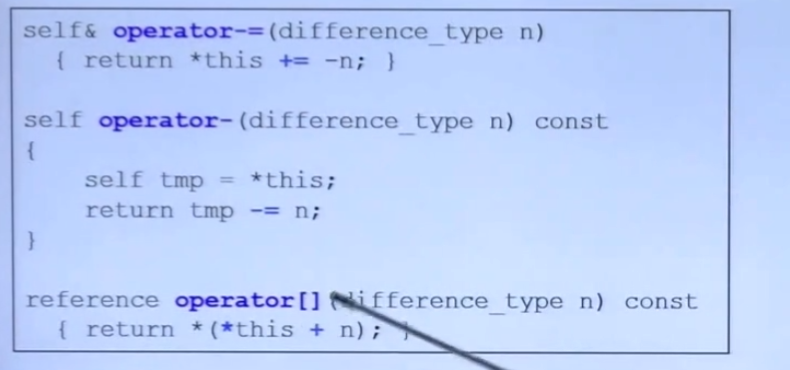 self& operator-=(difference_type n)
{ return *this += -n; }
self operator-(difference_type n) const
{
self tmp = *this;
return tmp -= n;
}
reference operator[](difference_type n) const
{ return *(*this + n); }